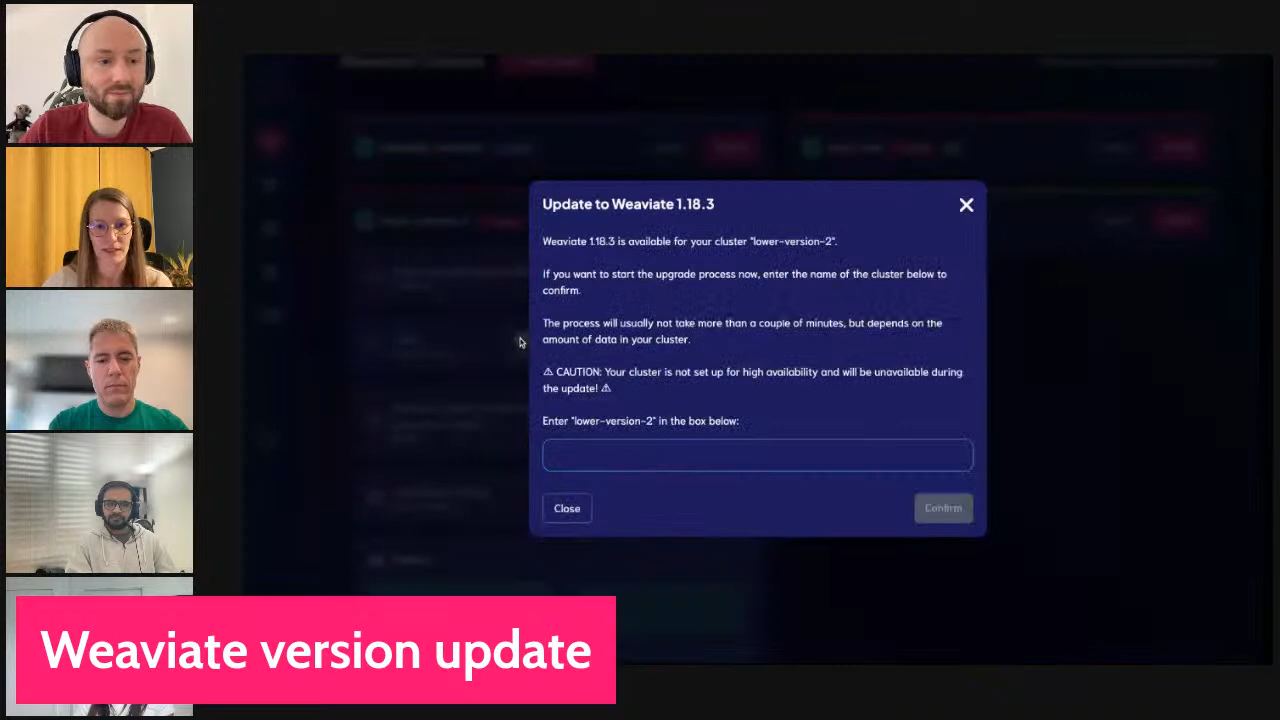 Update to Weaviate 1.18.3
Weaviate 1.18.3 is available for your cluster "lower-version-2".
If you want to start the upgrade process now, enter the name of the cluster below to
confirm.
The process will usually not take more than a couple of minutes, but depends on the
amount of data in your cluster.
⚠ CAUTION: Your cluster is not set up for high availability and will be unavailable during
the update! ⚠
Enter "lower-version-2" in the box below:
Close
Confirm
Weaviate version update